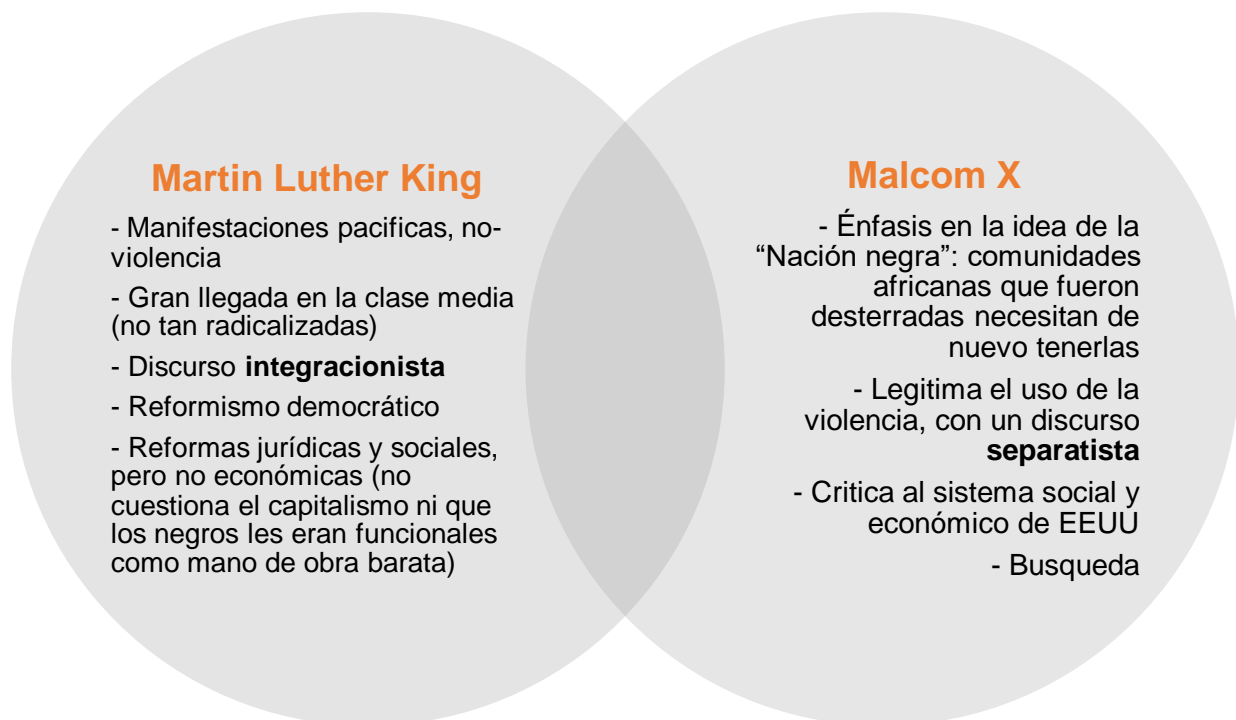 Martin Luther King
- Manifestaciones pacificas, no-
violencia
- Gran llegada en la clase media
(no tan radicalizadas)
- Discurso integracionista
- Reformismo democrático
- Reformas jurídicas y sociales,
pero no económicas (no
cuestiona el capitalismo ni que
los negros les eran funcionales
como mano de obra barata)
Malcom X
- Énfasis en la idea de la
“Nación negra”: comunidades
africanas que fueron
desterradas necesitan de
nuevo tenerlas
- Legitima el uso de la
violencia, con un discurso
separatista
- Critica al sistema social y
económico de EEUU
- Busqueda